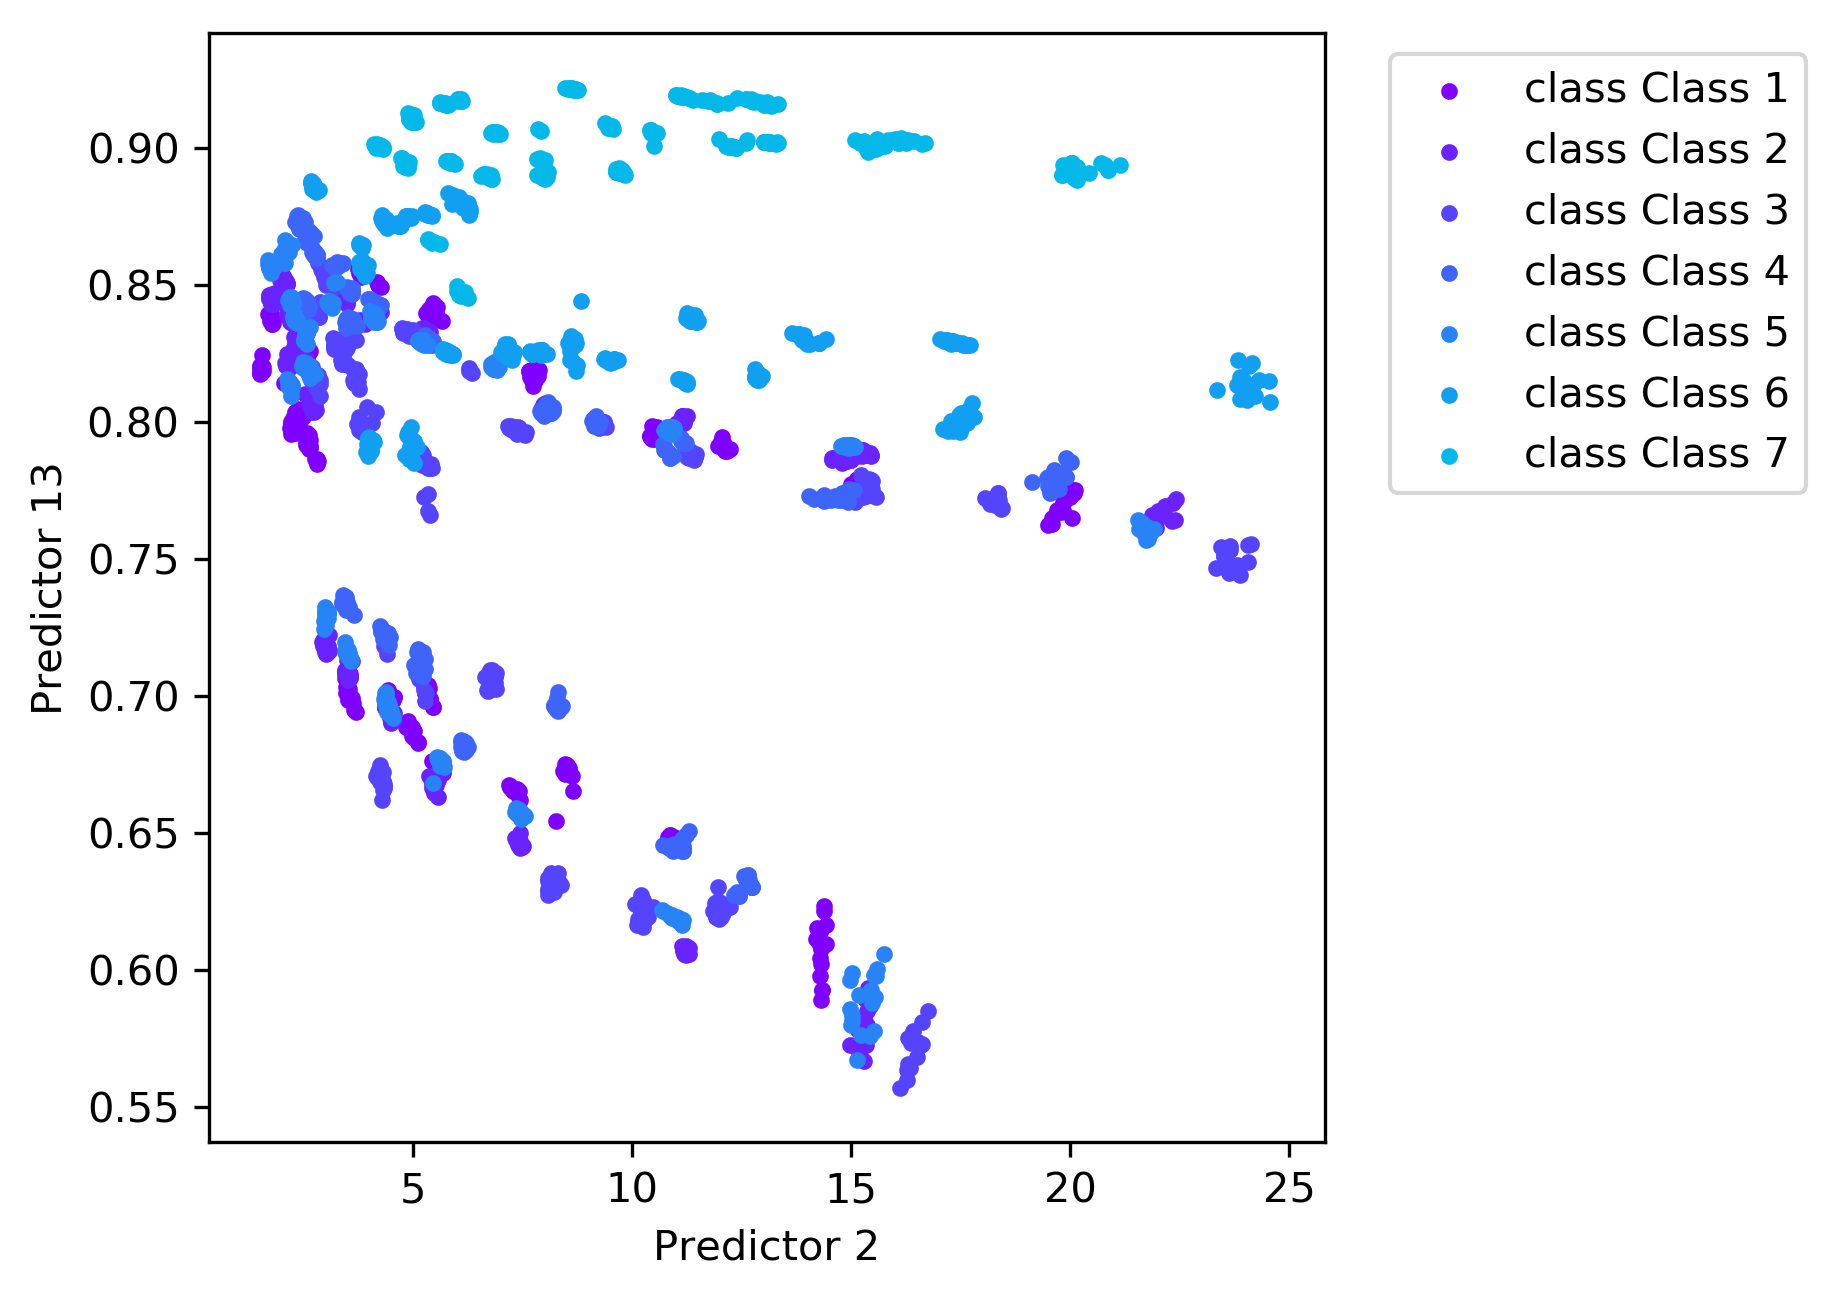 0.90
0.85
0.80
0.75
0.70
0.65
0.60
0.55
Predictor 13
5 10 15 20 25
Predictor 2
class Class 1
class Class 2
class Class 3
class Class 4
class Class 5
class Class 6
class Class 7